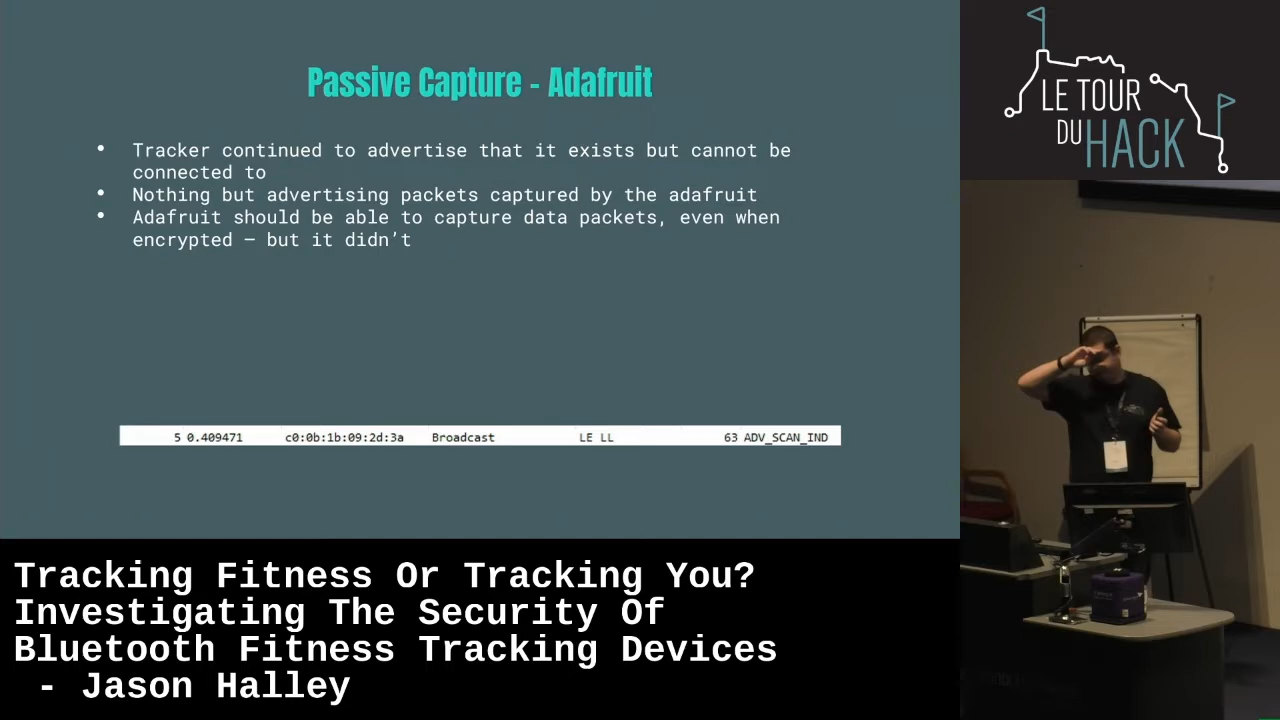 Passive Capture - Adafruit
• Tracker continued to advertise that it exists but cannot be
connected to
• Nothing but advertising packets captured by the adafruit
• Adafruit should be able to capture data packets, even when
encrypted – but it didn’t
5 0.409471 c0:0b:1b:09:2d:3a Broadcast LE LL 63 ADV_SCAN_IND
LE TOUR
DU HACK
Tracking Fitness Or Tracking You?
Investigating The Security Of
Bluetooth Fitness Tracking Devices
- Jason Halley